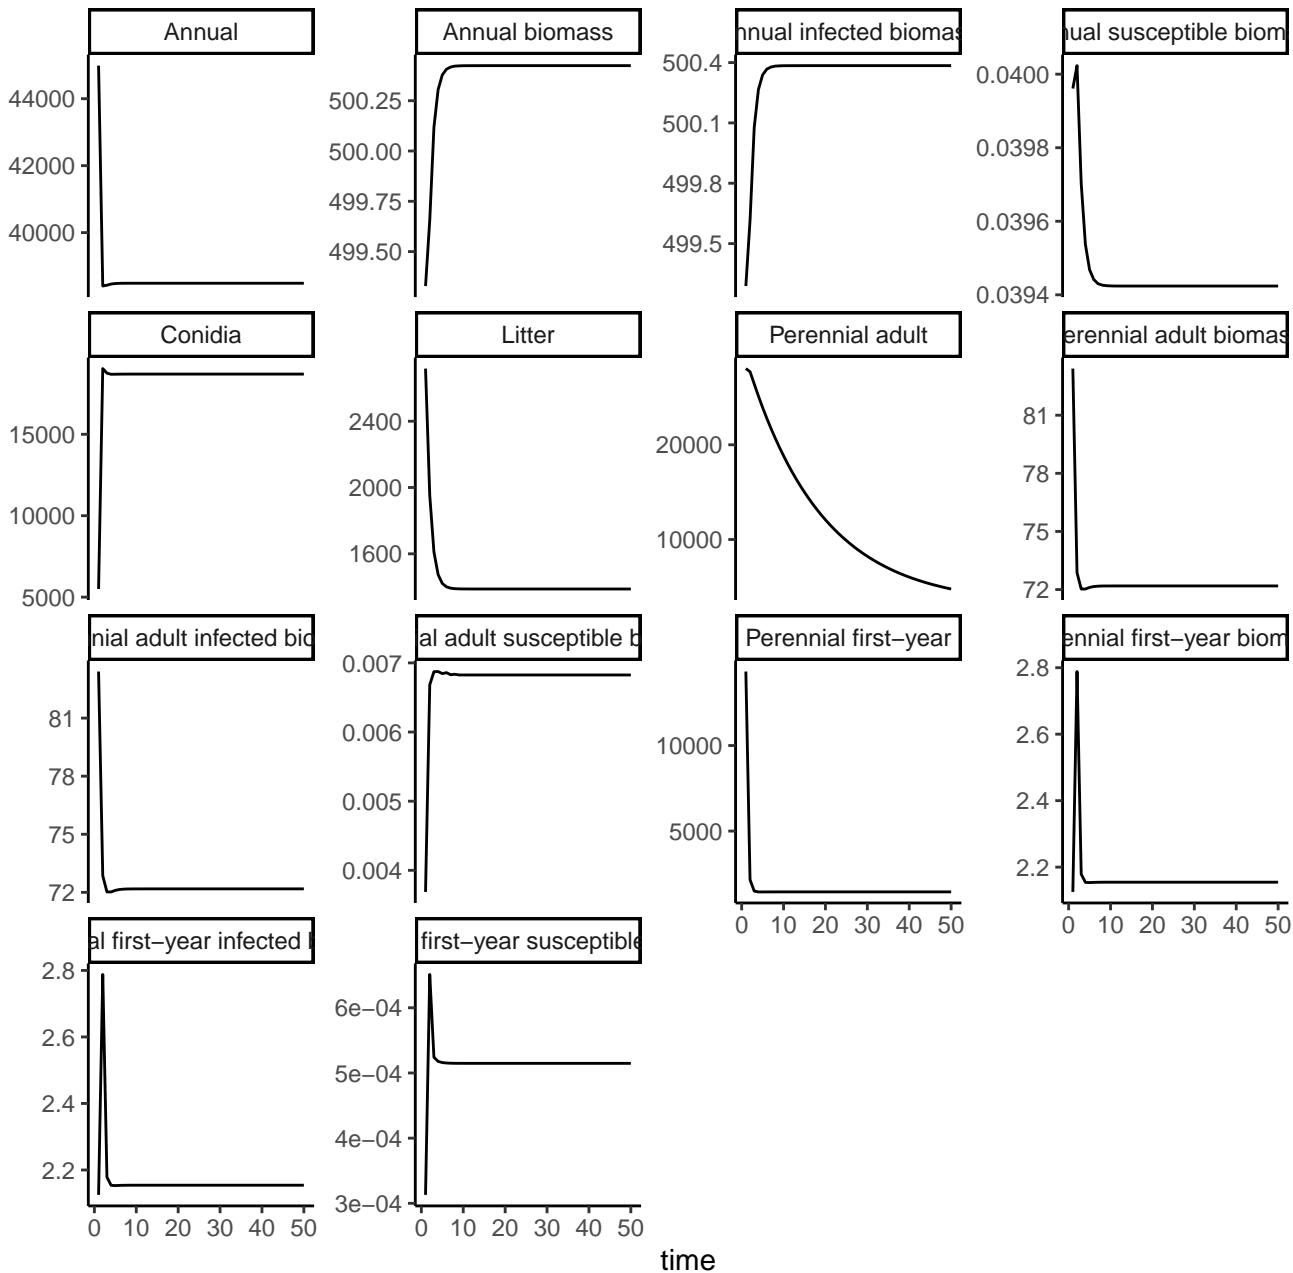 Annual
Annual biomass
nnual infected biomas
nual susceptible biom
44000
42000
40000
500.25
500.00
499.75
499.50
500.4
500.1
499.8
499.5
0.0400
0.0398
0.0396
0.0394
Conidia
Litter
Perennial adult
erennial adult biomas
15000
10000
5000
2400
2000
1600
20000
10000
81
78
75
72
nial adult infected bio
al adult susceptible b
Perennial first−year
ennial first−year biom
81
78
75
72
0.007
0.006
0.005
0.004
10000
5000
2.8
2.6
2.4
2.2
0 10 20 30 40 50
0 10 20 30 40 50
al first−year infected b
first−year susceptible
2.8
2.6
2.4
2.2
6e−04
5e−04
4e−04
3e−04
0 10 20 30 40 50
0 10 20 30 40 50
time